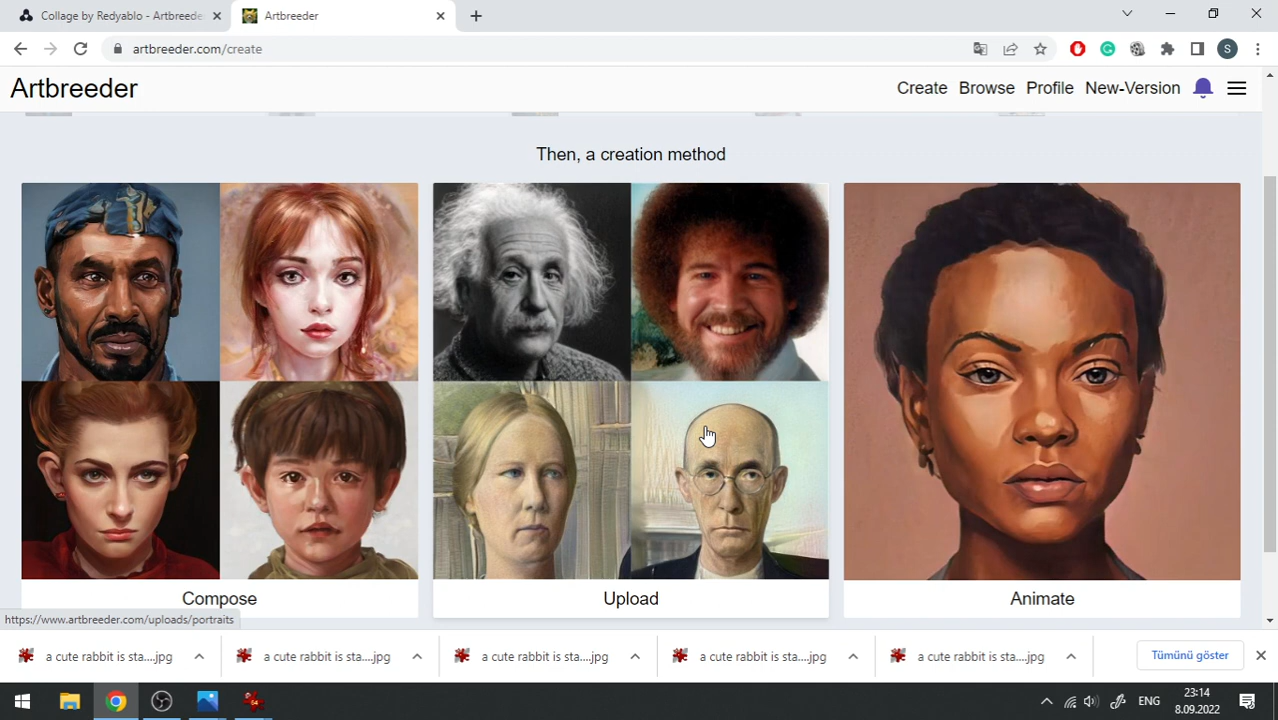 Collage by Redyablo - Artbreede
Artbreeder
artbreeder.com/create
S
Artbreeder
Create Browse Profile New-Version
Then, a creation method
Compose Upload Animate
https://www.artbreeder.com/uploads/portraits
a cute rabbit is sta....jpg a cute rabbit is sta....jpg a cute rabbit is sta....jpg a cute rabbit is sta....jpg a cute rabbit is sta....jpg Tümünü göster
64
ENG
23:14
8.09.2022